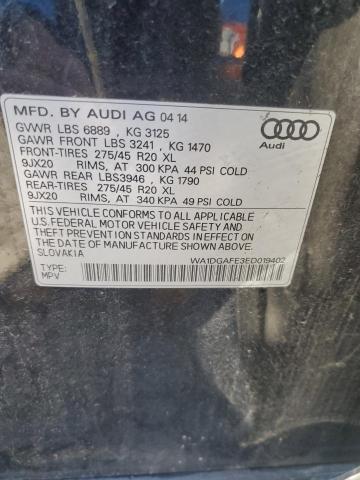 MFD. BY AUDI AG 04 14
GVWR LBS 6889 , KG 3125
GAWR FRONT LBS 3241 , KG 1470
FRONT-TIRES 275/45 R20 XL
9JX20 RIMS, AT 300 KPA 44 PSI COLD
GAWR REAR LBS3946 , KG 1790
REAR-TIRES 275/45 R20 XL
9JX20 RIMS, AT 340 KPA 49 PSI COLD
Audi
THIS VEHICLE CONFORMS TO ALL APPLICABLE
U.S. FEDERAL MOTOR VEHICLE SAFETY AND
THEFT PREVENTION STANDARDS IN EFFECT ON
THE DATE OF MANUFACTURE SHOWN ABOVE.
SLOVAKIA
WA1DGAFE3ED019402
TYPE:
MPV